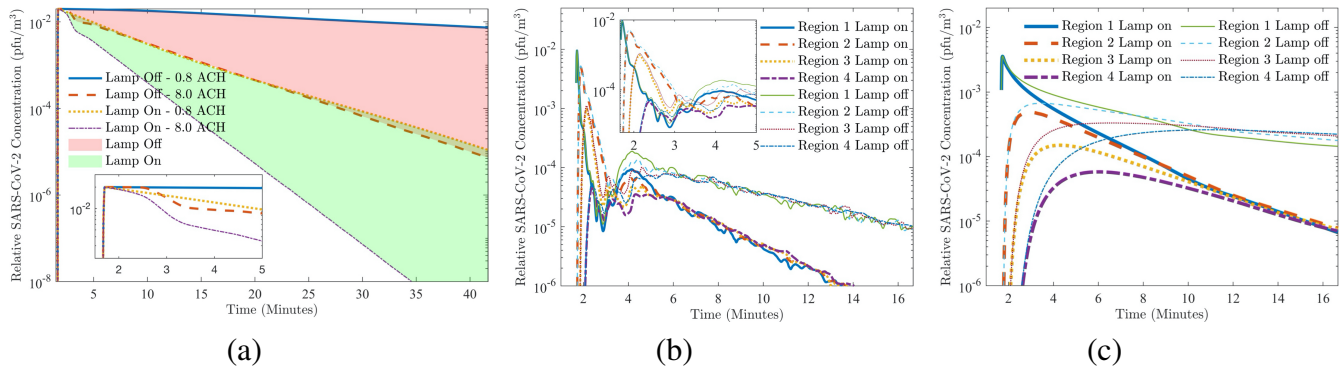 (a)
Relative SARS-CoV-2 Concentration (pfu/m³)
10⁻²
10⁻⁴
10⁻⁶
10⁻⁸
Lamp Off - 0.8 ACH
Lamp Off - 8.0 ACH
Lamp On - 0.8 ACH
Lamp On - 8.0 ACH
Lamp Off
Lamp On
10⁻²
2 3 4 5
5 10 15 20 25 30 35 40
Time (Minutes)
(a)
(b)
Relative SARS-CoV-2 Concentration (pfu/m³)
10⁻²
10⁻³
10⁻⁴
10⁻⁵
10⁻⁶
10⁻²
10⁻⁴
2 3 4 5
Region 1 Lamp on
Region 2 Lamp on
Region 3 Lamp on
Region 4 Lamp on
Region 1 Lamp off
Region 2 Lamp off
Region 3 Lamp off
Region 4 Lamp off
2 4 6 8 10 12 14 16
Time (Minutes)
(b)
(c)
Relative SARS-CoV-2 Concentration (pfu/m³)
10⁻²
10⁻³
10⁻⁴
10⁻⁵
10⁻⁶
Region 1 Lamp on
Region 2 Lamp on
Region 3 Lamp on
Region 4 Lamp on
Region 1 Lamp off
Region 2 Lamp off
Region 3 Lamp off
Region 4 Lamp off
2 4 6 8 10 12 14 16
Time (Minutes)
(c)